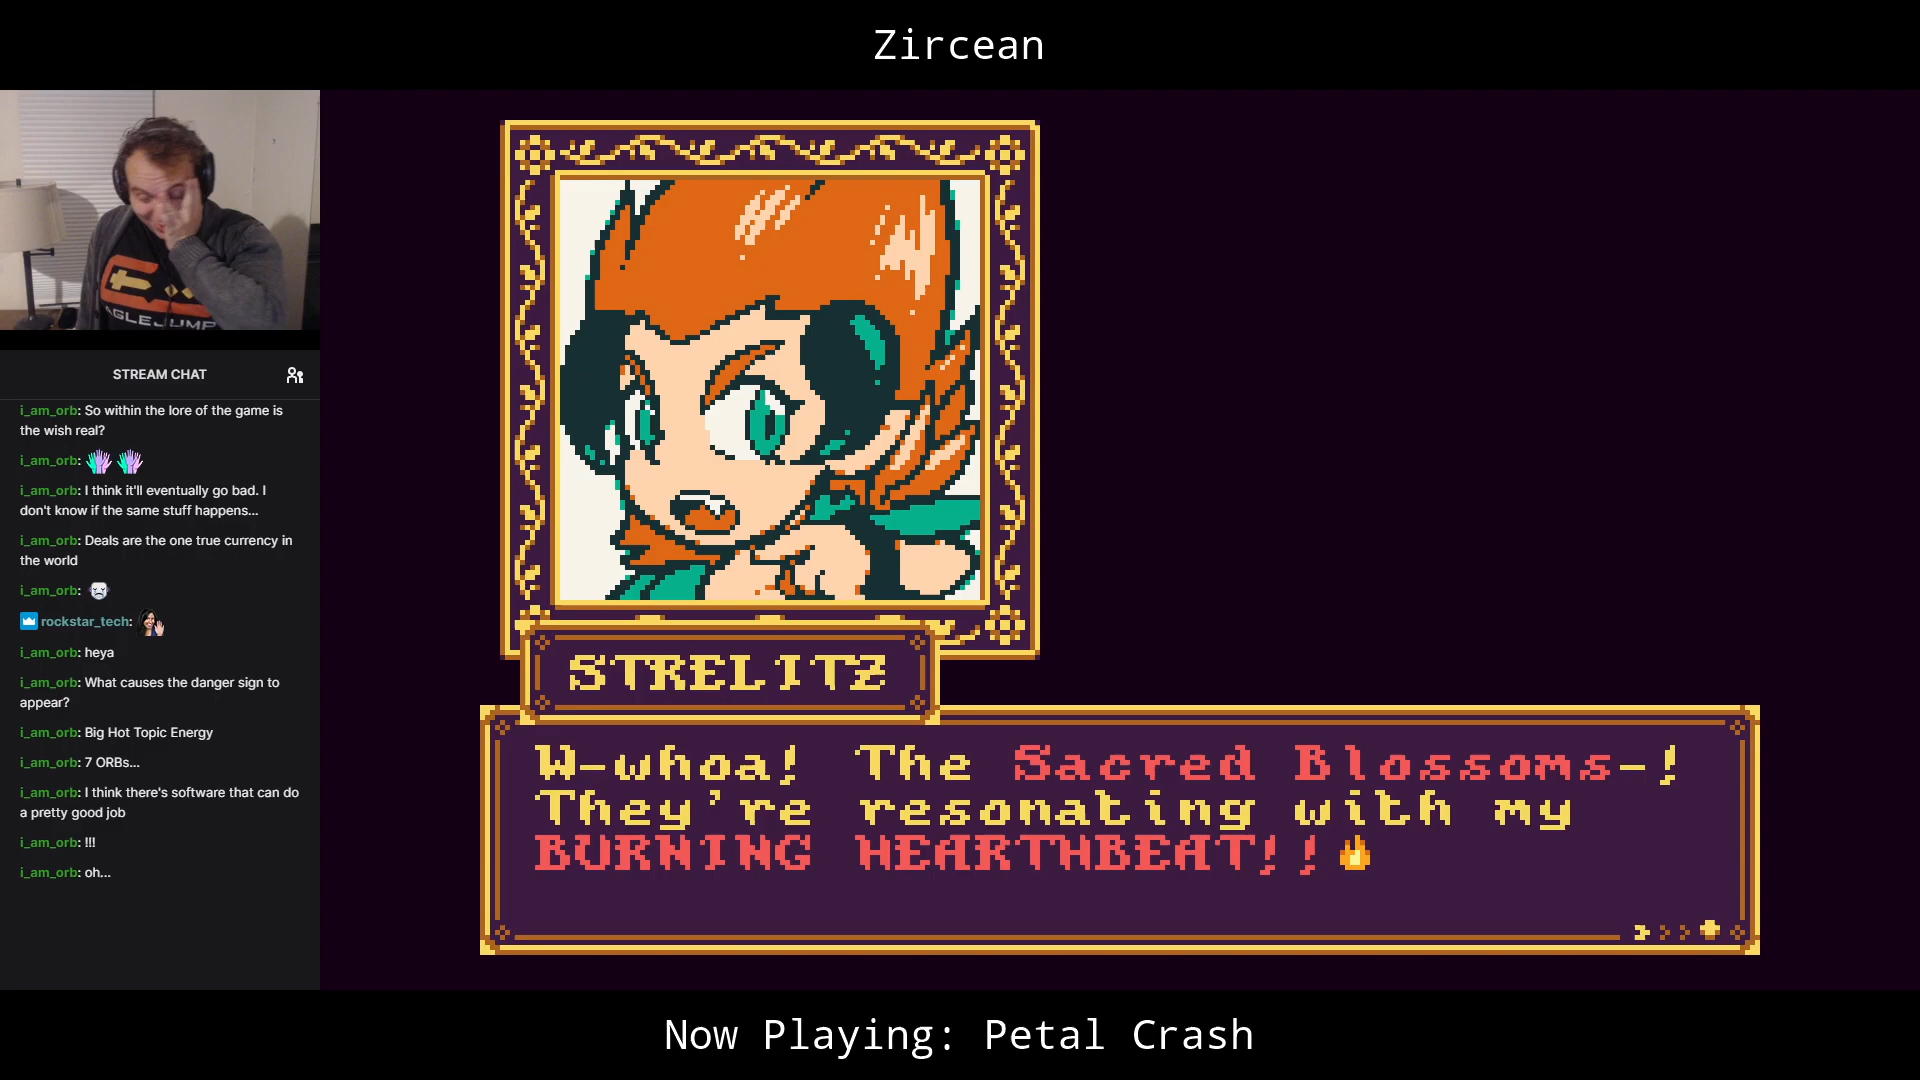 Zircean
AGLEJUMP
STREAM CHAT
i_am_orb: So within the lore of the game is
the wish real?
i_am_orb:
i_am_orb: I think it'll eventually go bad. I
don't know if the same stuff happens...
i_am_orb: Deals are the one true currency in
the world
i_am_orb:
rockstar_tech:
i_am_orb: heya
i_am_orb: What causes the danger sign to
appear?
i_am_orb: Big Hot Topic Energy
i_am_orb: 7 ORBs...
i_am_orb: I think there's software that can do
a pretty good job
i_am_orb: !!!
i_am_orb: oh...
STRELITZ
W-whoa! The Sacred Blossoms-!
They're resonating with my
BURNING HEARTHBEAT!!
Now Playing: Petal Crash